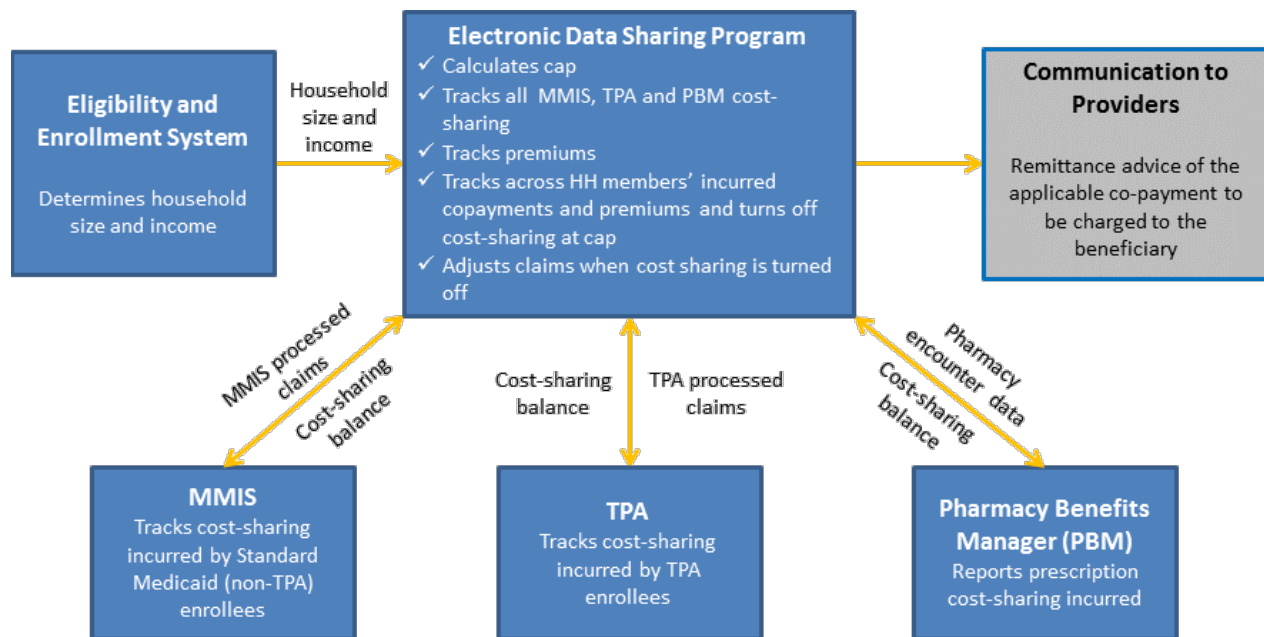 Electronic Data Sharing Program
✓ Calculates cap
✓ Tracks all MMIS, TPA and PBM cost-
sharing
✓ Tracks premiums
✓ Tracks across HH members' incurred
copayments and premiums and turns off
cost-sharing at cap
✓ Adjusts claims when cost sharing is turned
off
Eligibility and
Enrollment System
Determines household
size and income
Household
size and
income
Communication to
Providers
Remittance advice of the
applicable co-payment to
be charged to the
beneficiary
MMIS processed
claims
Cost-sharing
balance
Cost-sharing
balance
TPA processed
claims
Pharmacy
encounter data
Cost-sharing
balance
MMIS
Tracks cost-sharing
incurred by Standard
Medicaid (non-TPA)
enrollees
TPA
Tracks cost-sharing
incurred by TPA
enrollees
Pharmacy Benefits
Manager (PBM)
Reports prescription
cost-sharing incurred